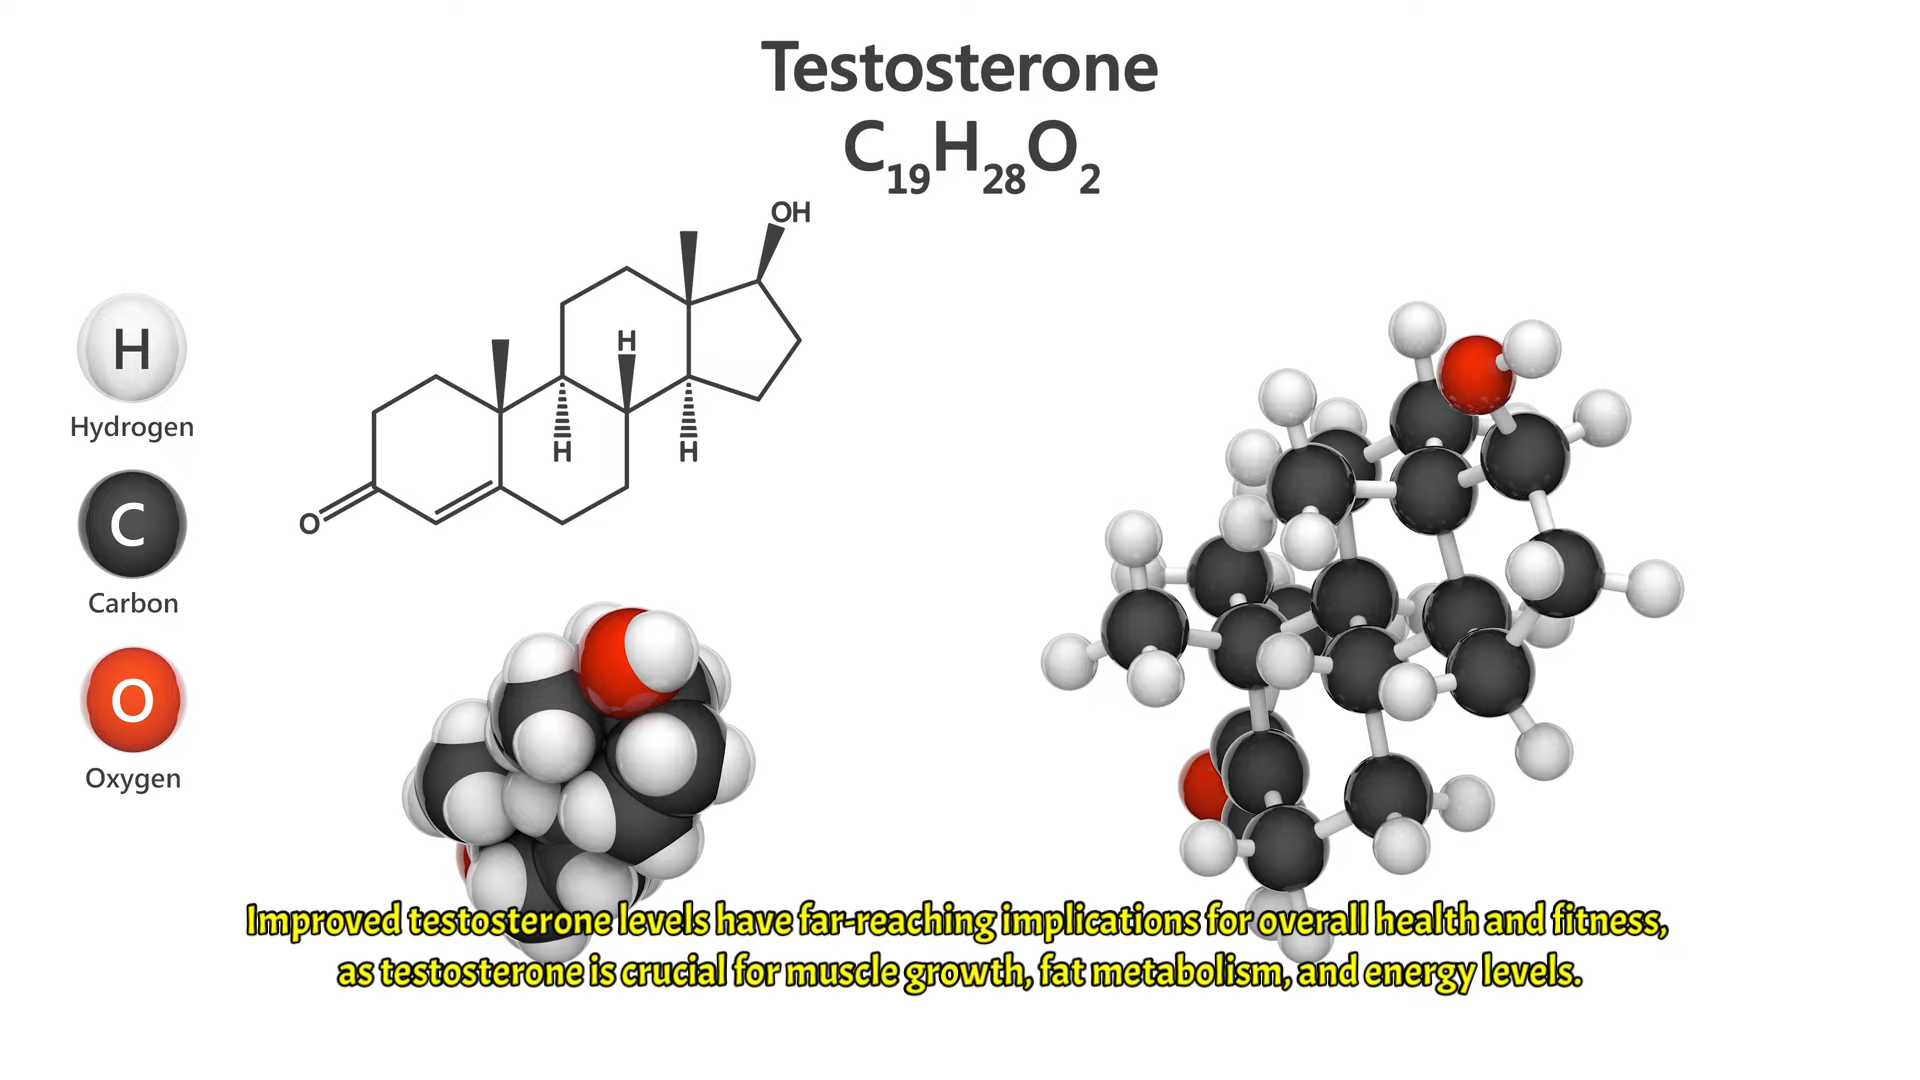 Testosterone
C19H28O2
OH
H
H
H
O
H
Hydrogen
C
Carbon
O
Oxygen
Improved testosterone levels have far-reaching implications for overall health and fitness,
as testosterone is crucial for muscle growth, fat metabolism, and energy levels.